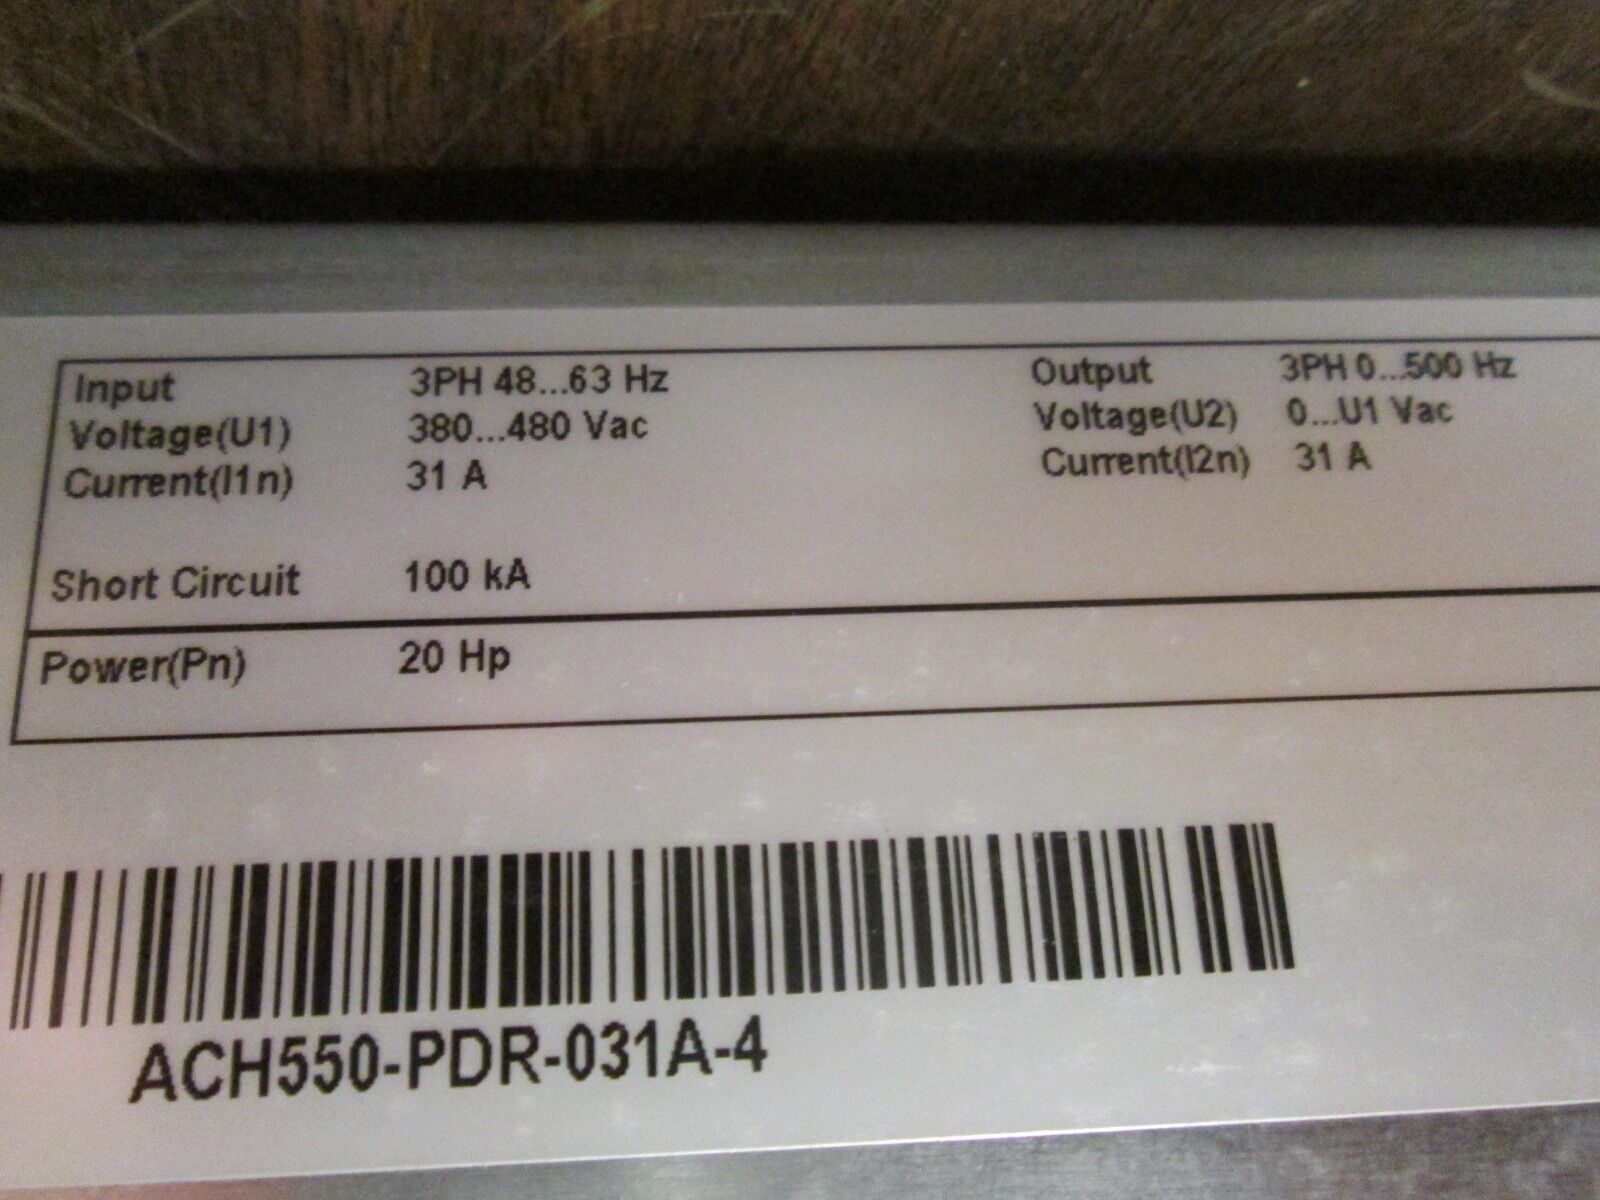 Input 3PH 48...63 Hz Output 3PH 0...500 Hz
Voltage(U1) 380...480 Vac Voltage(U2) 0...U1 Vac
Current(I1n) 31 A Current(I2n) 31 A
Short Circuit 100 kA
Power(Pn) 20 Hp
ACH550-PDR-031A-4